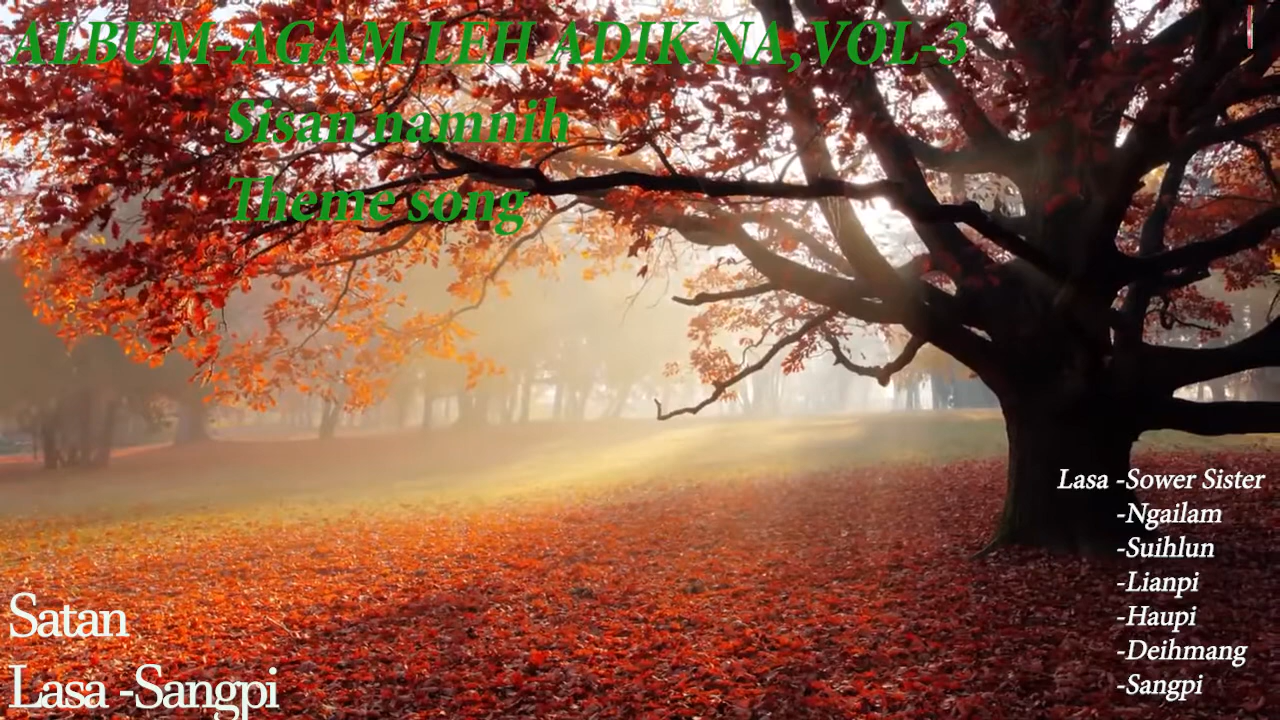 ALBUM-AGAM LEH ADIK NA,VOL-3
Sisan namnih
Theme song
Lasa -Sower Sister
-Ngailam
-Suihlun
-Lianpi
-Haupi
-Deihmang
-Sangpi
Satan
Lasa -Sangpi